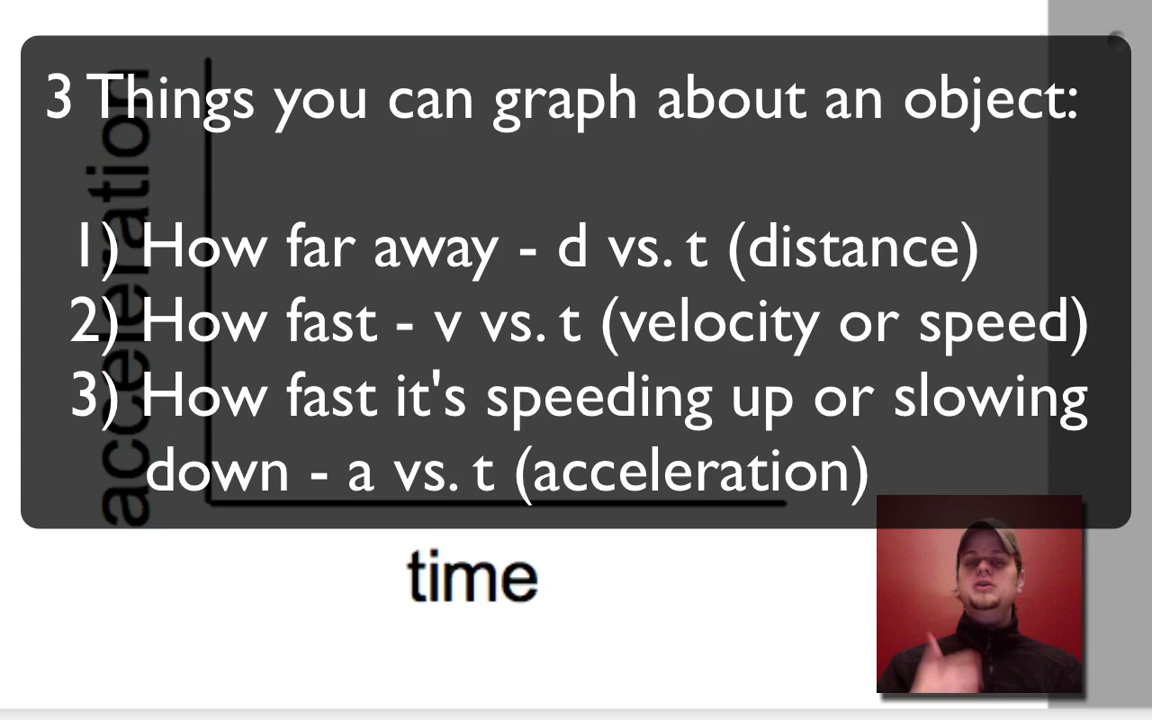 3 Things you can graph about an object:
1) How far away - d vs. t (distance)
2) How fast - v vs. t (velocity or speed)
3) How fast it's speeding up or slowing
down - a vs. t (acceleration)
acceleration
time